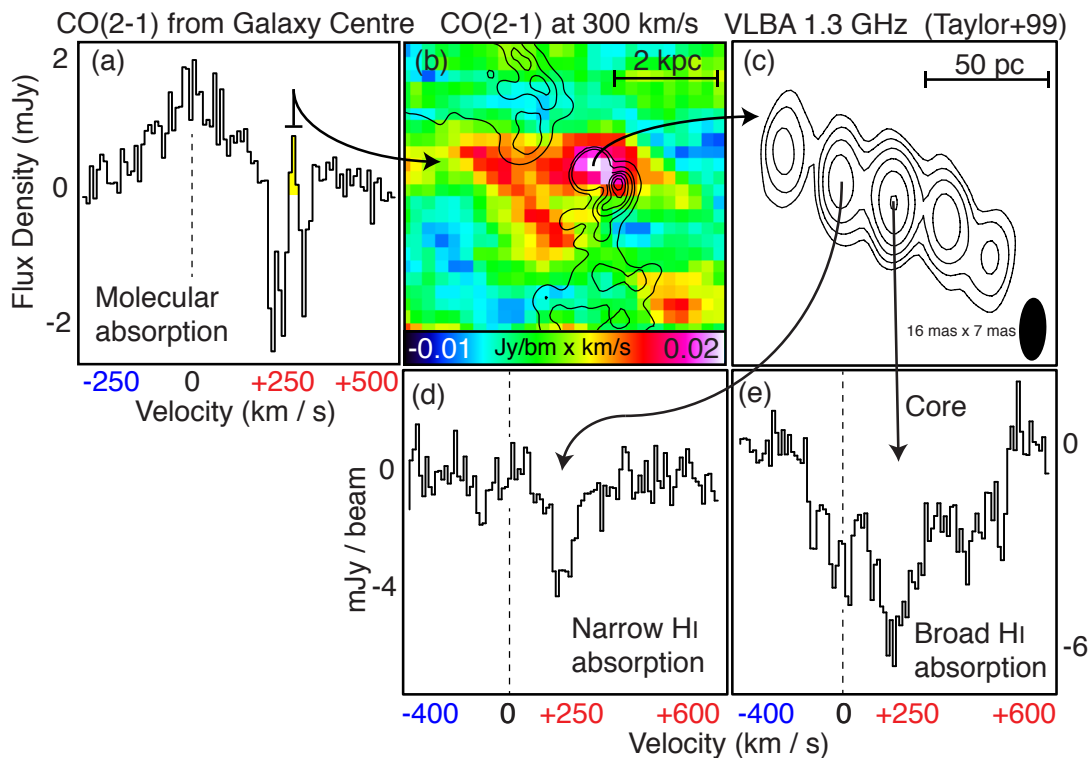 CO(2-1) from Galaxy Centre
CO(2-1) at 300 km/s
VLBA 1.3 GHz (Taylor+99)
(a)
2
0
-2
Flux Density (mJy)
Molecular
absorption
-250 0 +250 +500
Velocity (km / s)
(b)
2 kpc
-0.01 Jy/bm x km/s 0.02
(c)
50 pc
16 mas x 7 mas
(d)
0
-4
mJy / beam
Narrow HI
absorption
-400 0 +250 +600
(e)
Core
0
-6
Broad HI
absorption
-400 0 +250 +600
Velocity (km / s)